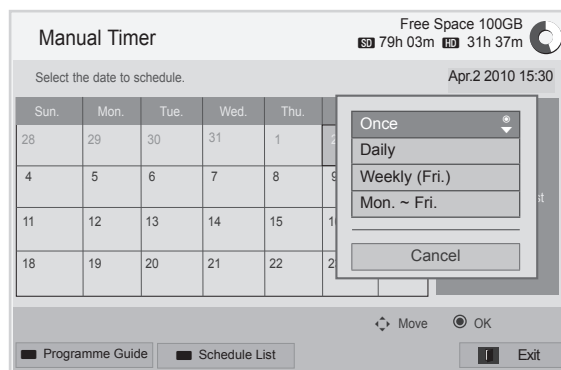 Manual Timer
Free Space 100GB
SD 79h 03m HD 31h 37m
Select the date to schedule.
Apr.2 2010 15:30
Sun. Mon. Tue. Wed. Thu.
28 29 30 31 1
4 5 6 7 8
11 12 13 14 15
18 19 20 21 22
Once
Daily
Weekly (Fri.)
Mon. ~ Fri.
Cancel
Move OK
Programme Guide Schedule List Exit